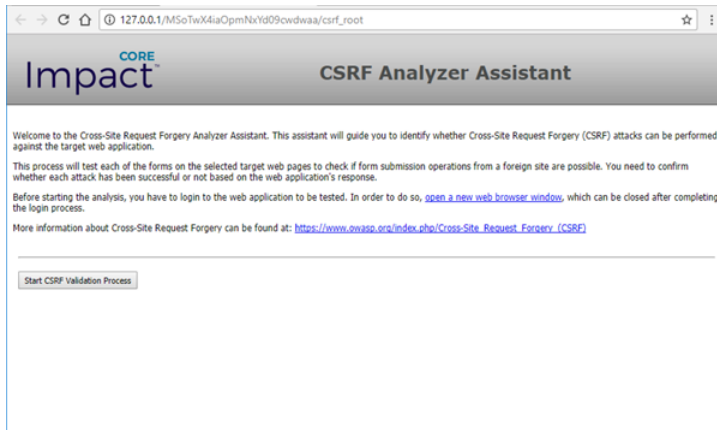 127.0.0.1/MSoTwX4iaOpmNxYd09cwdwaa/csrf_root
CORE
Impact™
CSRF Analyzer Assistant
Welcome to the Cross-Site Request Forgery Analyzer Assistant. This assistant will guide you to identify whether Cross-Site Request Forgery (CSRF) attacks can be performed
against the target web application.
This process will test each of the forms on the selected target web pages to check if form submission operations from a foreign site are possible. You need to confirm
whether each attack has been successful or not based on the web application's response.
Before starting the analysis, you have to login to the web application to be tested. In order to do so, open a new web browser window, which can be closed after completing
the login process.
More information about Cross-Site Request Forgery can be found at: https://www.owasp.org/index.php/Cross-Site_Request_Forgery_(CSRF)
Start CSRF Validation Process